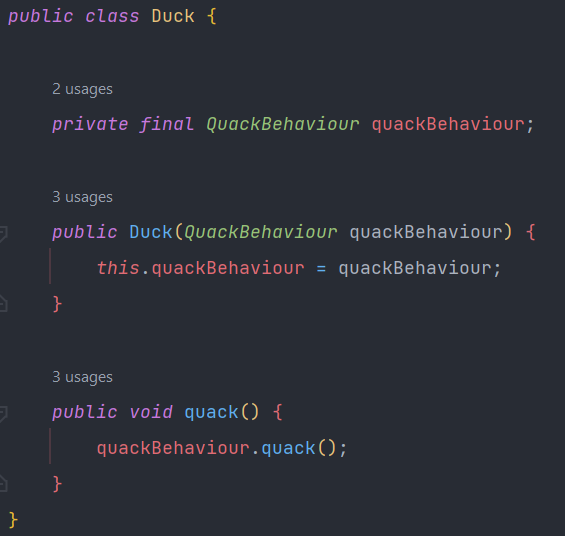 public class Duck {
2 usages
private final QuackBehaviour quackBehaviour;
3 usages
public Duck(QuackBehaviour quackBehaviour) {
this.quackBehaviour = quackBehaviour;
}
3 usages
public void quack() {
quackBehaviour.quack();
}
}